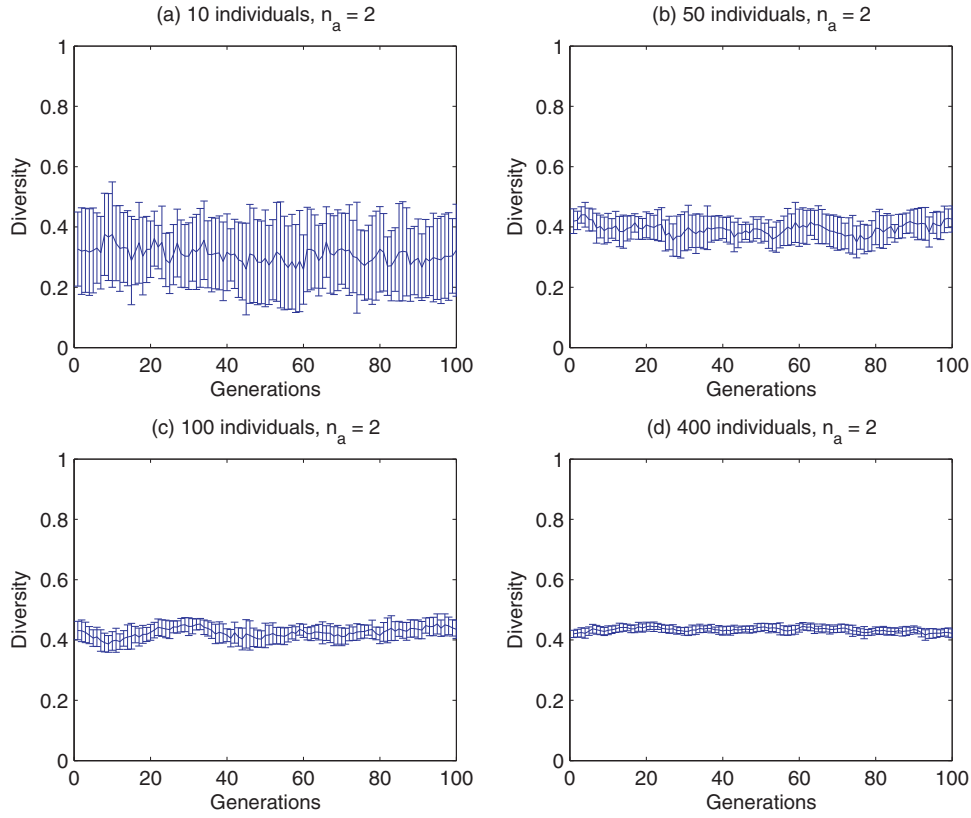 (a) 10 individuals, n_a = 2
1
0.8
0.6
0.4
0.2
0
Diversity
0 20 40 60 80 100
Generations
(b) 50 individuals, n_a = 2
1
0.8
0.6
0.4
0.2
0
Diversity
0 20 40 60 80 100
Generations
(c) 100 individuals, n_a = 2
1
0.8
0.6
0.4
0.2
0
Diversity
0 20 40 60 80 100
Generations
(d) 400 individuals, n_a = 2
1
0.8
0.6
0.4
0.2
0
Diversity
0 20 40 60 80 100
Generations